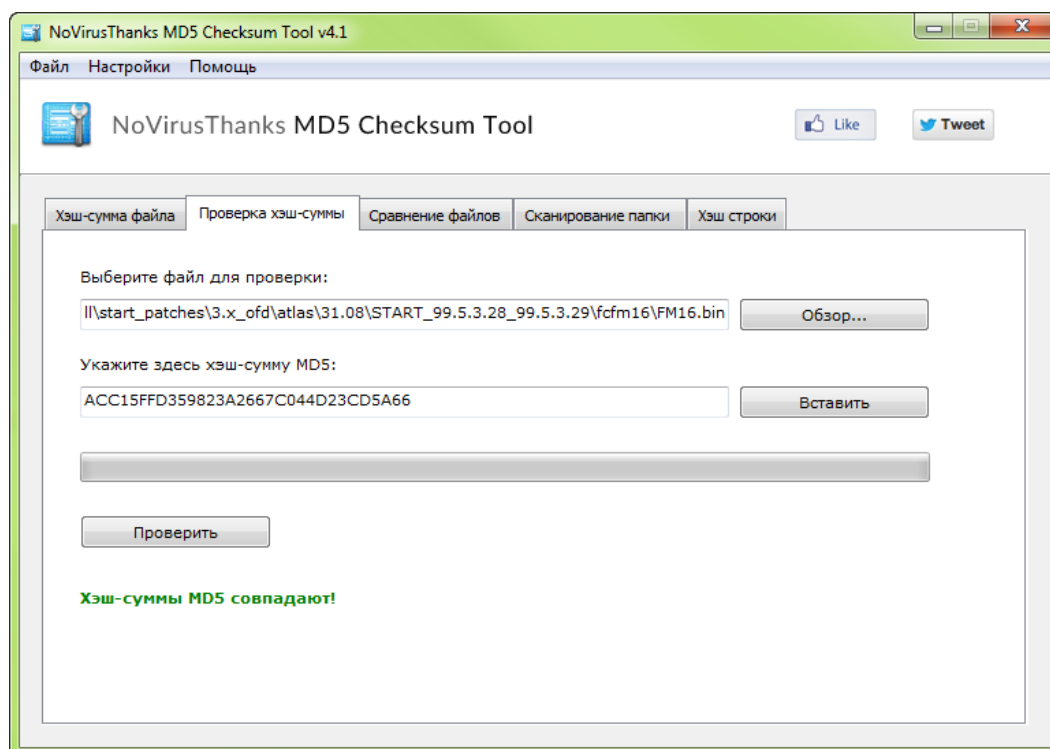 NoVirusThanks MD5 Checksum Tool v4.1
Файл Настройки Помощь
NoVirusThanks MD5 Checksum Tool Like Tweet
Хэш-сумма файла Проверка хэш-суммы Сравнение файлов Сканирование папки Хэш строки
Выберите файл для проверки:
ll\start_patches\3.x_ofd\atlas\31.08\START_99.5.3.28_99.5.3.29\fcfm16\FM16.bin Обзор...
Укажите здесь хэш-сумму MD5:
ACC15FFD359823A2667C044D23CD5A66 Вставить
Проверить
Хэш-суммы MD5 совпадают!